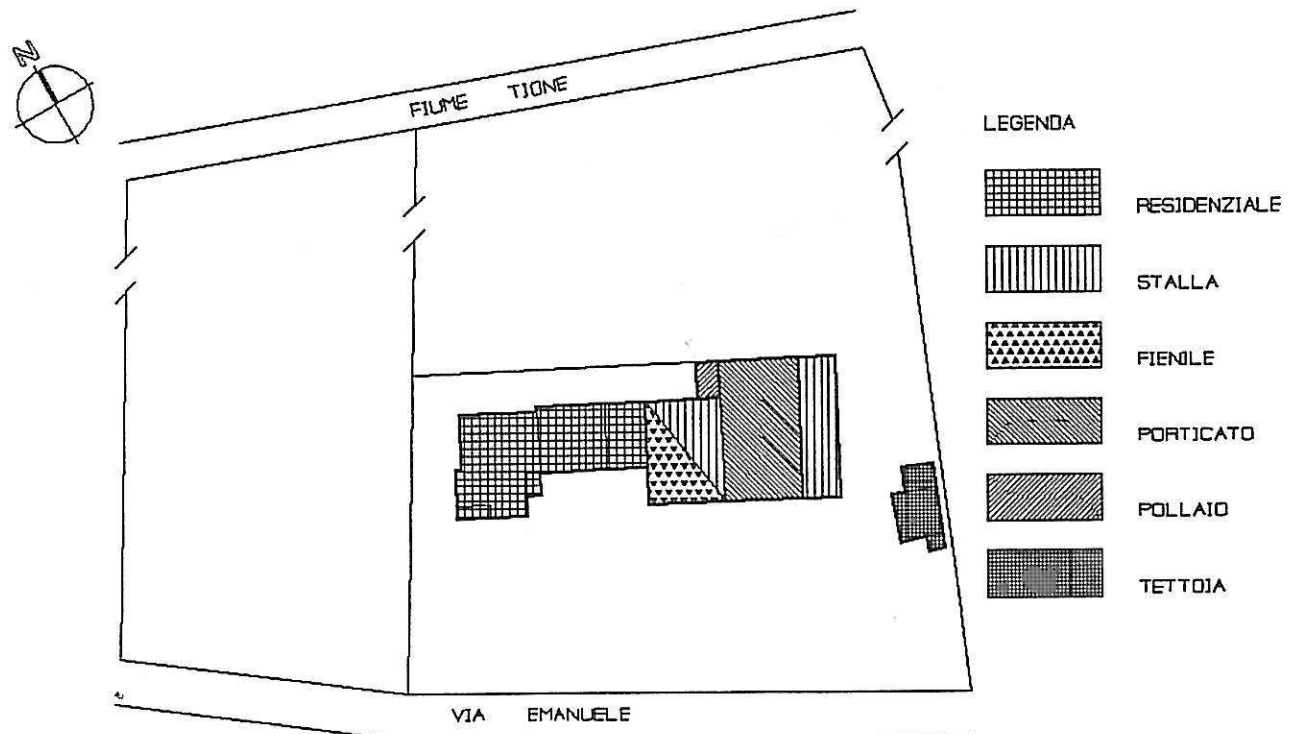 N
FIUME TIONE
LEGENDA
RESIDENZIALE
STALLA
FIENILE
PORTICATO
POLLAIO
TETTOIA
VIA EMANUELE